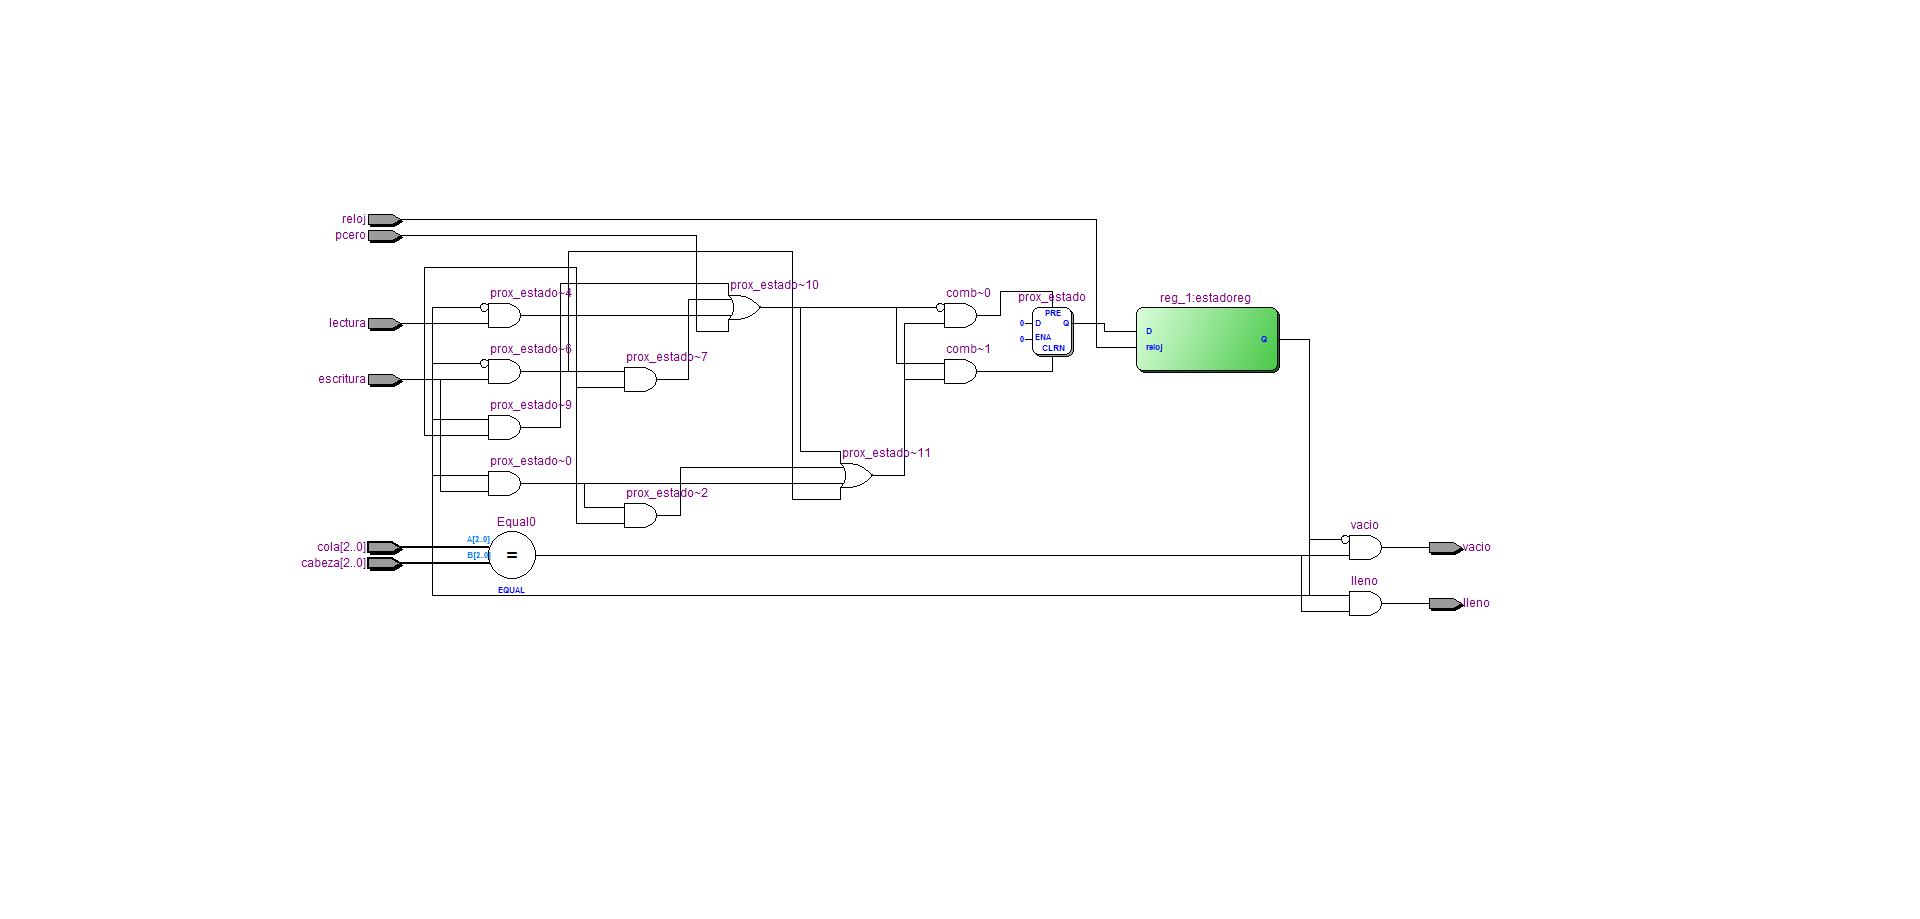 reloj
pcero
lectura
escritura
cola[2..0]
cabeza[2..0]
prox_estado~4
prox_estado~6
prox_estado~9
prox_estado~0
Equal0
A[2..0]
B[2..0]
=
EQUAL
prox_estado~7
prox_estado~2
prox_estado~10
prox_estado~11
comb~0
comb~1
prox_estado
PRE
0 D Q
0 ENA
CLRN
reg_1:estadoreg
D
reloj
Q
vacio
vacio
lleno
lleno